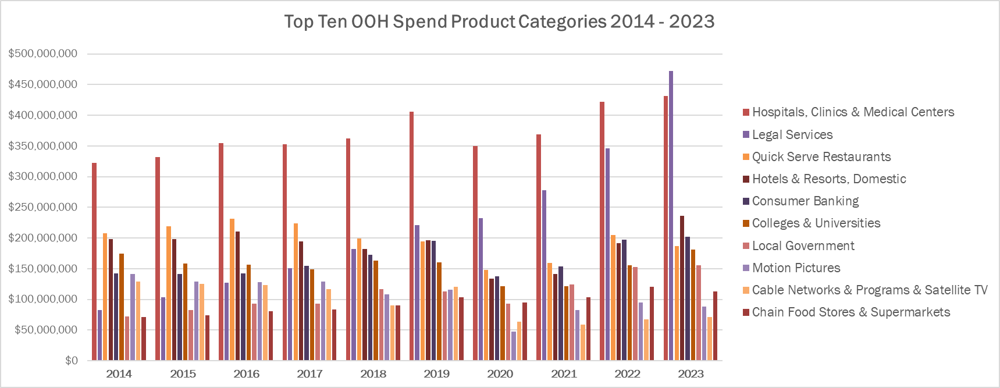 Top Ten OOH Spend Product Categories 2014 - 2023
$500,000,000
$450,000,000
$400,000,000
$350,000,000
$300,000,000
$250,000,000
$200,000,000
$150,000,000
$100,000,000
$50,000,000
$0
2014 2015 2016 2017 2018 2019 2020 2021 2022 2023
Hospitals, Clinics & Medical Centers
Legal Services
Quick Serve Restaurants
Hotels & Resorts, Domestic
Consumer Banking
Colleges & Universities
Local Government
Motion Pictures
Cable Networks & Programs & Satellite TV
Chain Food Stores & Supermarkets